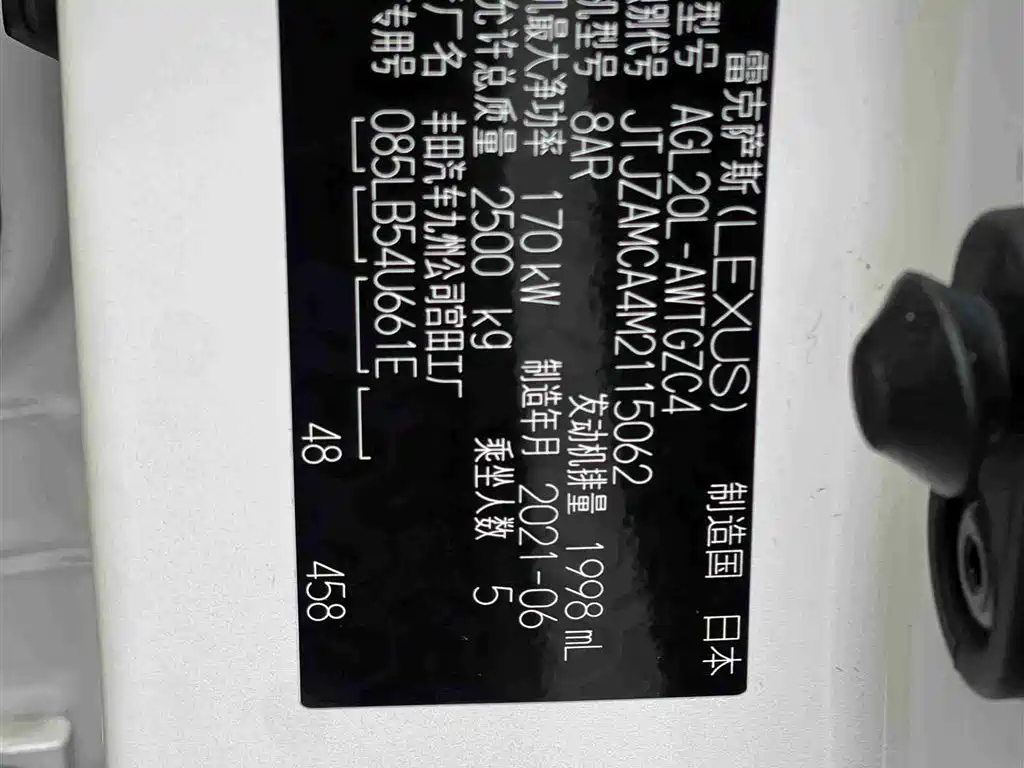 雷克萨斯(LEXUS) 制造国 日本
型号 AGL20L-AWTGZC4
别代号 JTJZAMCA4M2115062
机型号 8AR 发动机排量 1998 mL
机最大净功率 170 kW 制造年月 2021-06
允许总质量 2500 kg 乘坐人数 5
厂名 丰田汽车九州公司宫田工厂
专用号 085LB54U661E
48 458